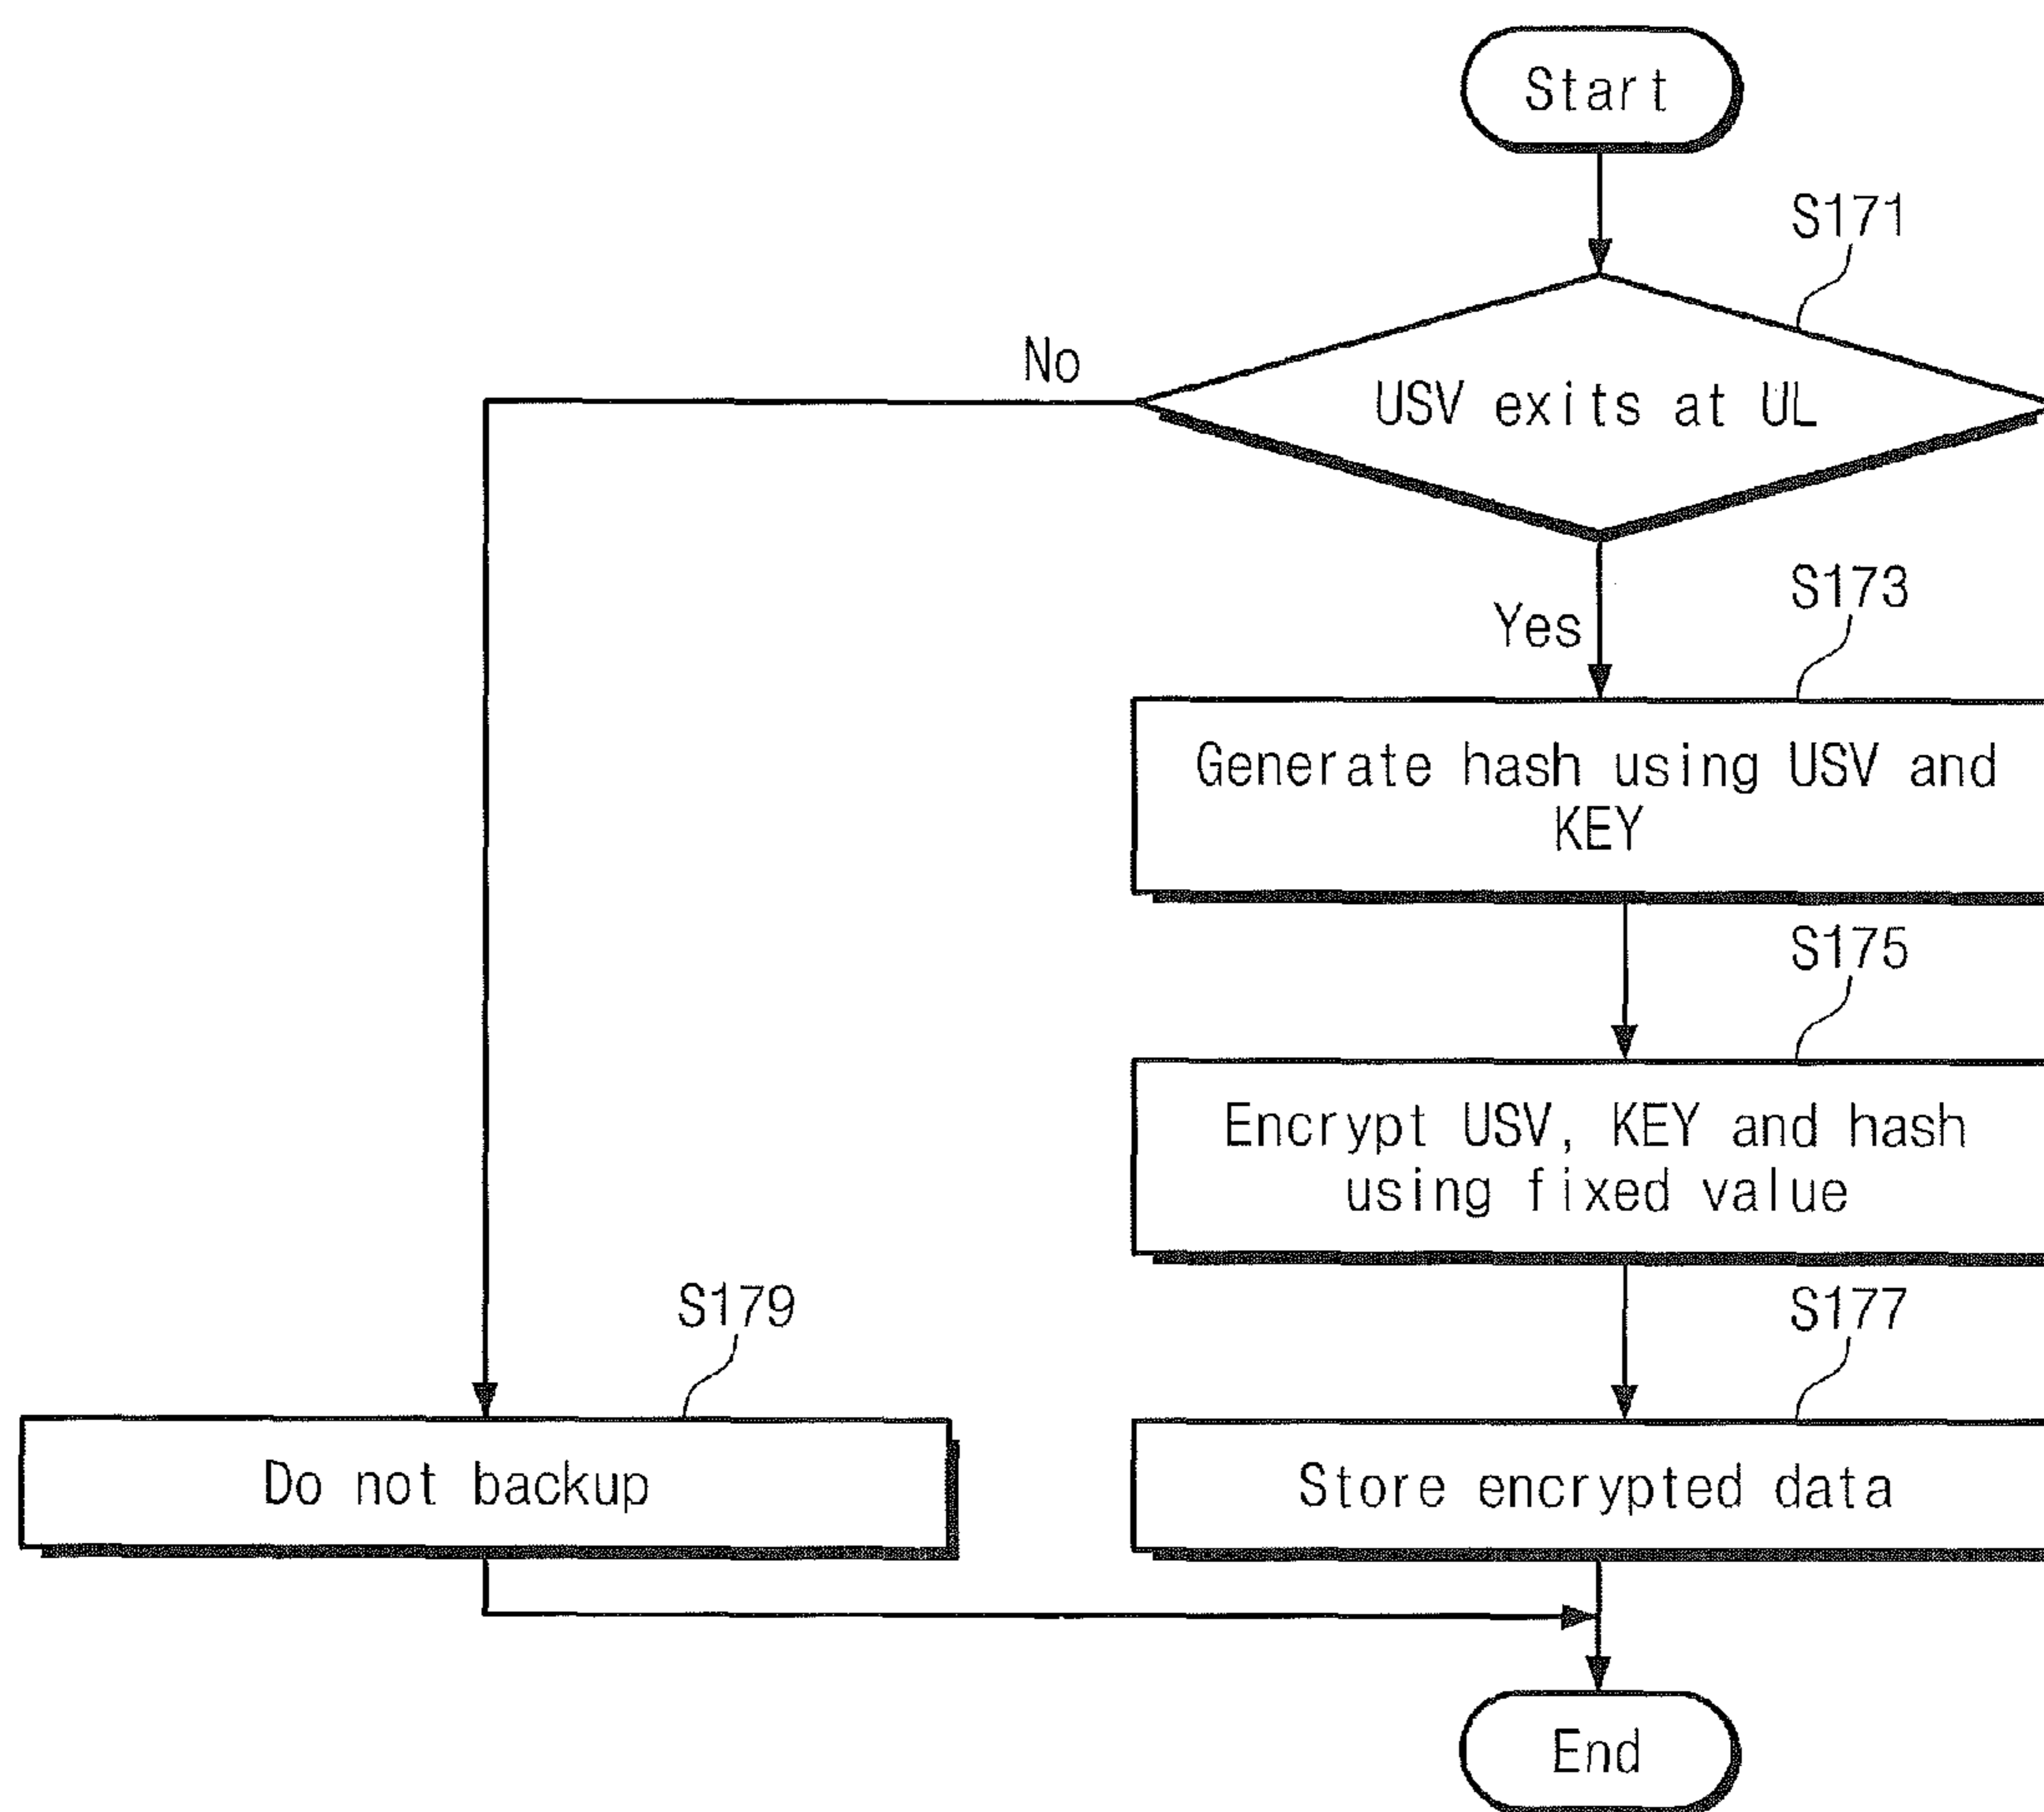 Start
S171
No
USV exits at UL
S173
Yes
Generate hash using USV and
KEY
S175
Encrypt USV, KEY and hash
using fixed value
S179
S177
Do not backup
Store encrypted data
End